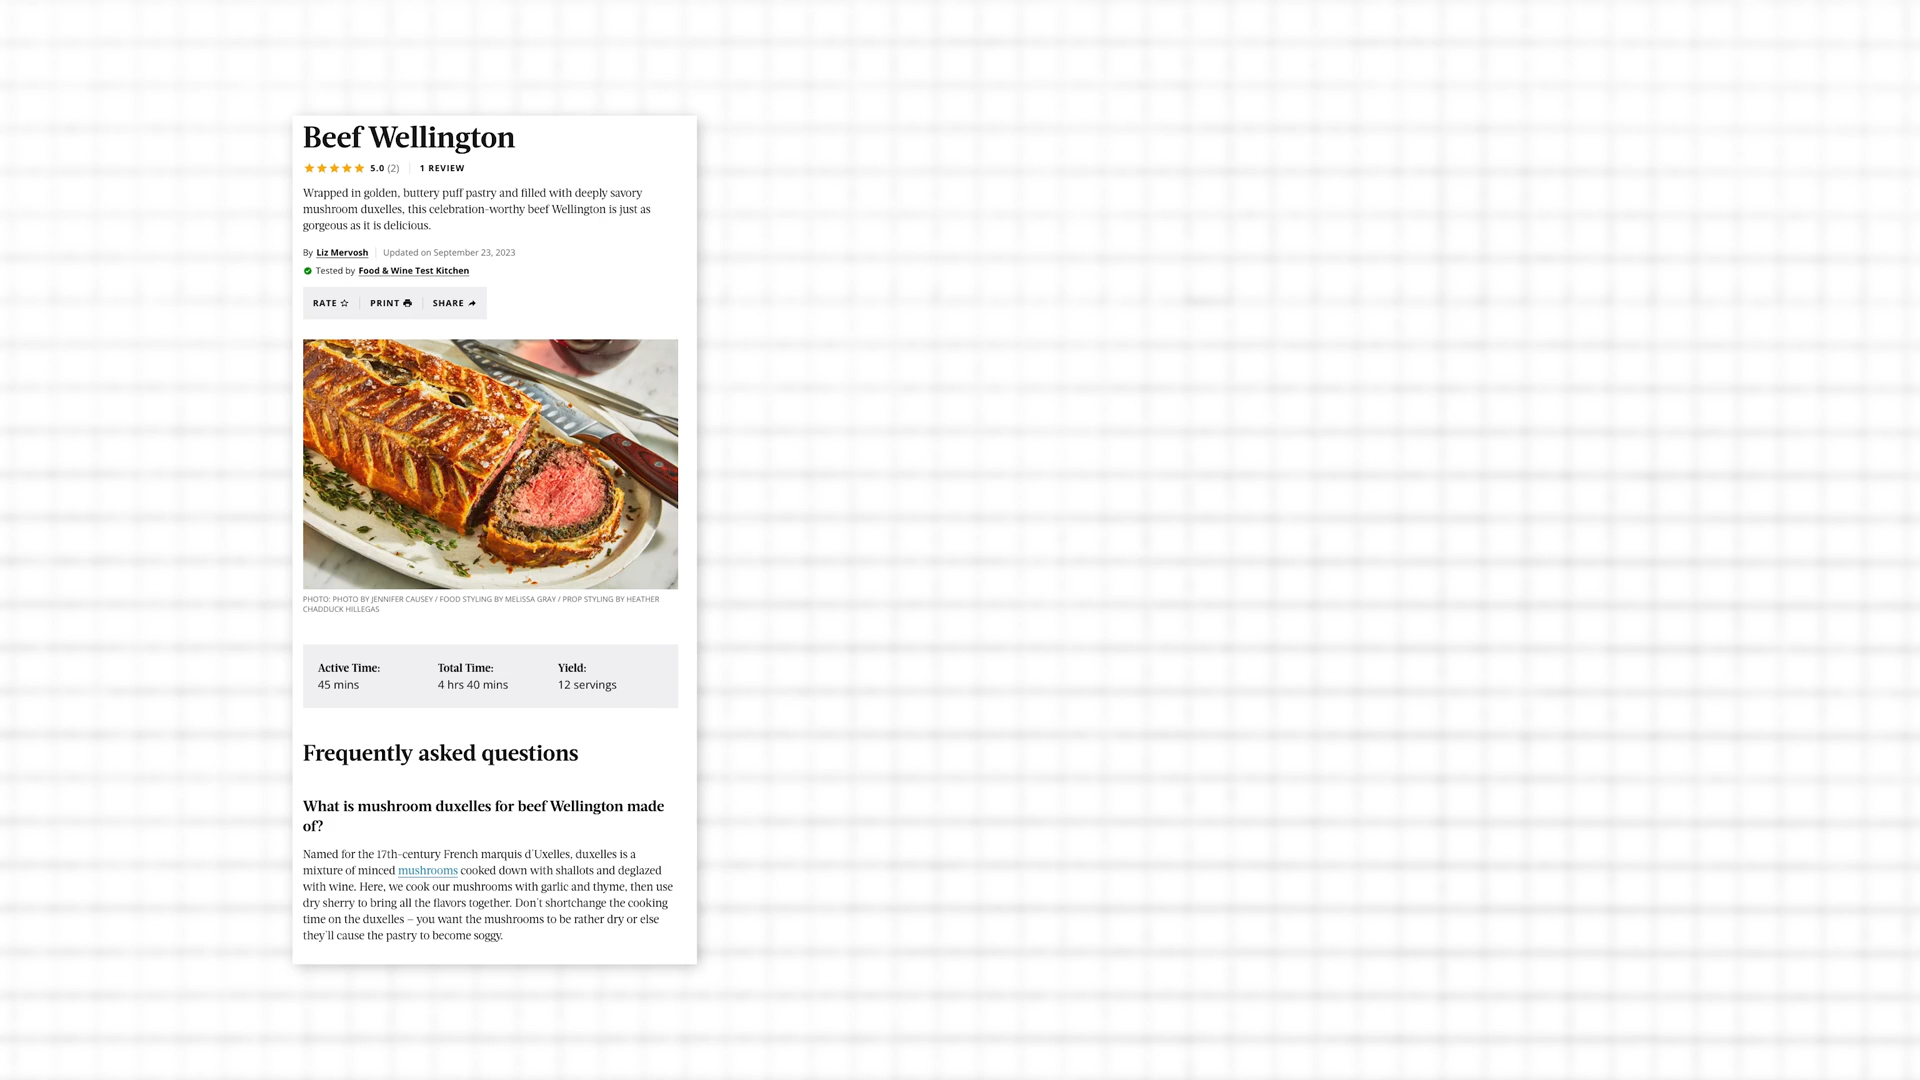 Beef Wellington
5.0 (2) 1 REVIEW
Wrapped in golden, buttery puff pastry and filled with deeply savory
mushroom duxelles, this celebration-worthy beef Wellington is just as
gorgeous as it is delicious.
By Liz Mervosh Updated on September 23, 2023
Tested by Food & Wine Test Kitchen
RATE PRINT SHARE
PHOTO: PHOTO BY JENNIFER CAUSEY / FOOD STYLING BY MELISSA GRAY / PROP STYLING BY HEATHER
CHADDUCK HILLEGAS
Active Time: Total Time: Yield:
45 mins 4 hrs 40 mins 12 servings
Frequently asked questions
What is mushroom duxelles for beef Wellington made
of?
Named for the 17th-century French marquis d'Uxelles, duxelles is a
mixture of minced mushrooms cooked down with shallots and deglazed
with wine. Here, we cook our mushrooms with garlic and thyme, then use
dry sherry to bring all the flavors together. Don't shortchange the cooking
time on the duxelles — you want the mushrooms to be rather dry or else
they'll cause the pastry to become soggy.